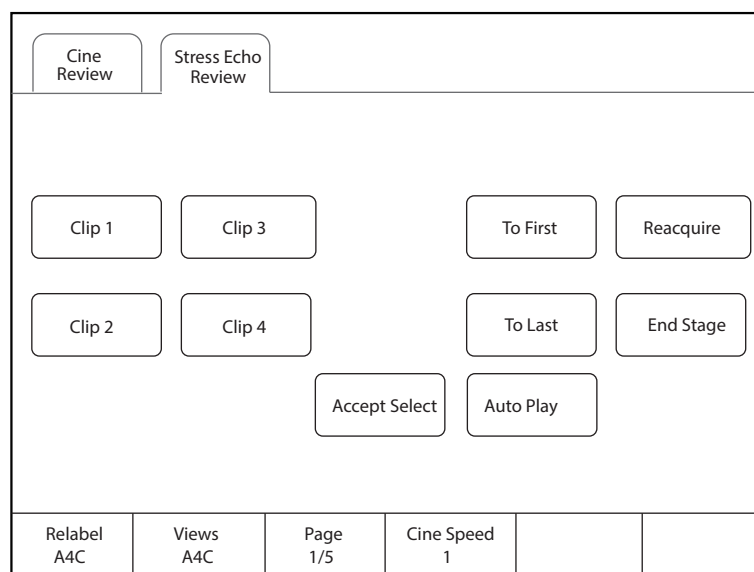 Cine
Review
Stress Echo
Review
Clip 1
Clip 3
To First
Reacquire
Clip 2
Clip 4
To Last
End Stage
Accept Select
Auto Play
Relabel
A4C
Views
A4C
Page
1/5
Cine Speed
1